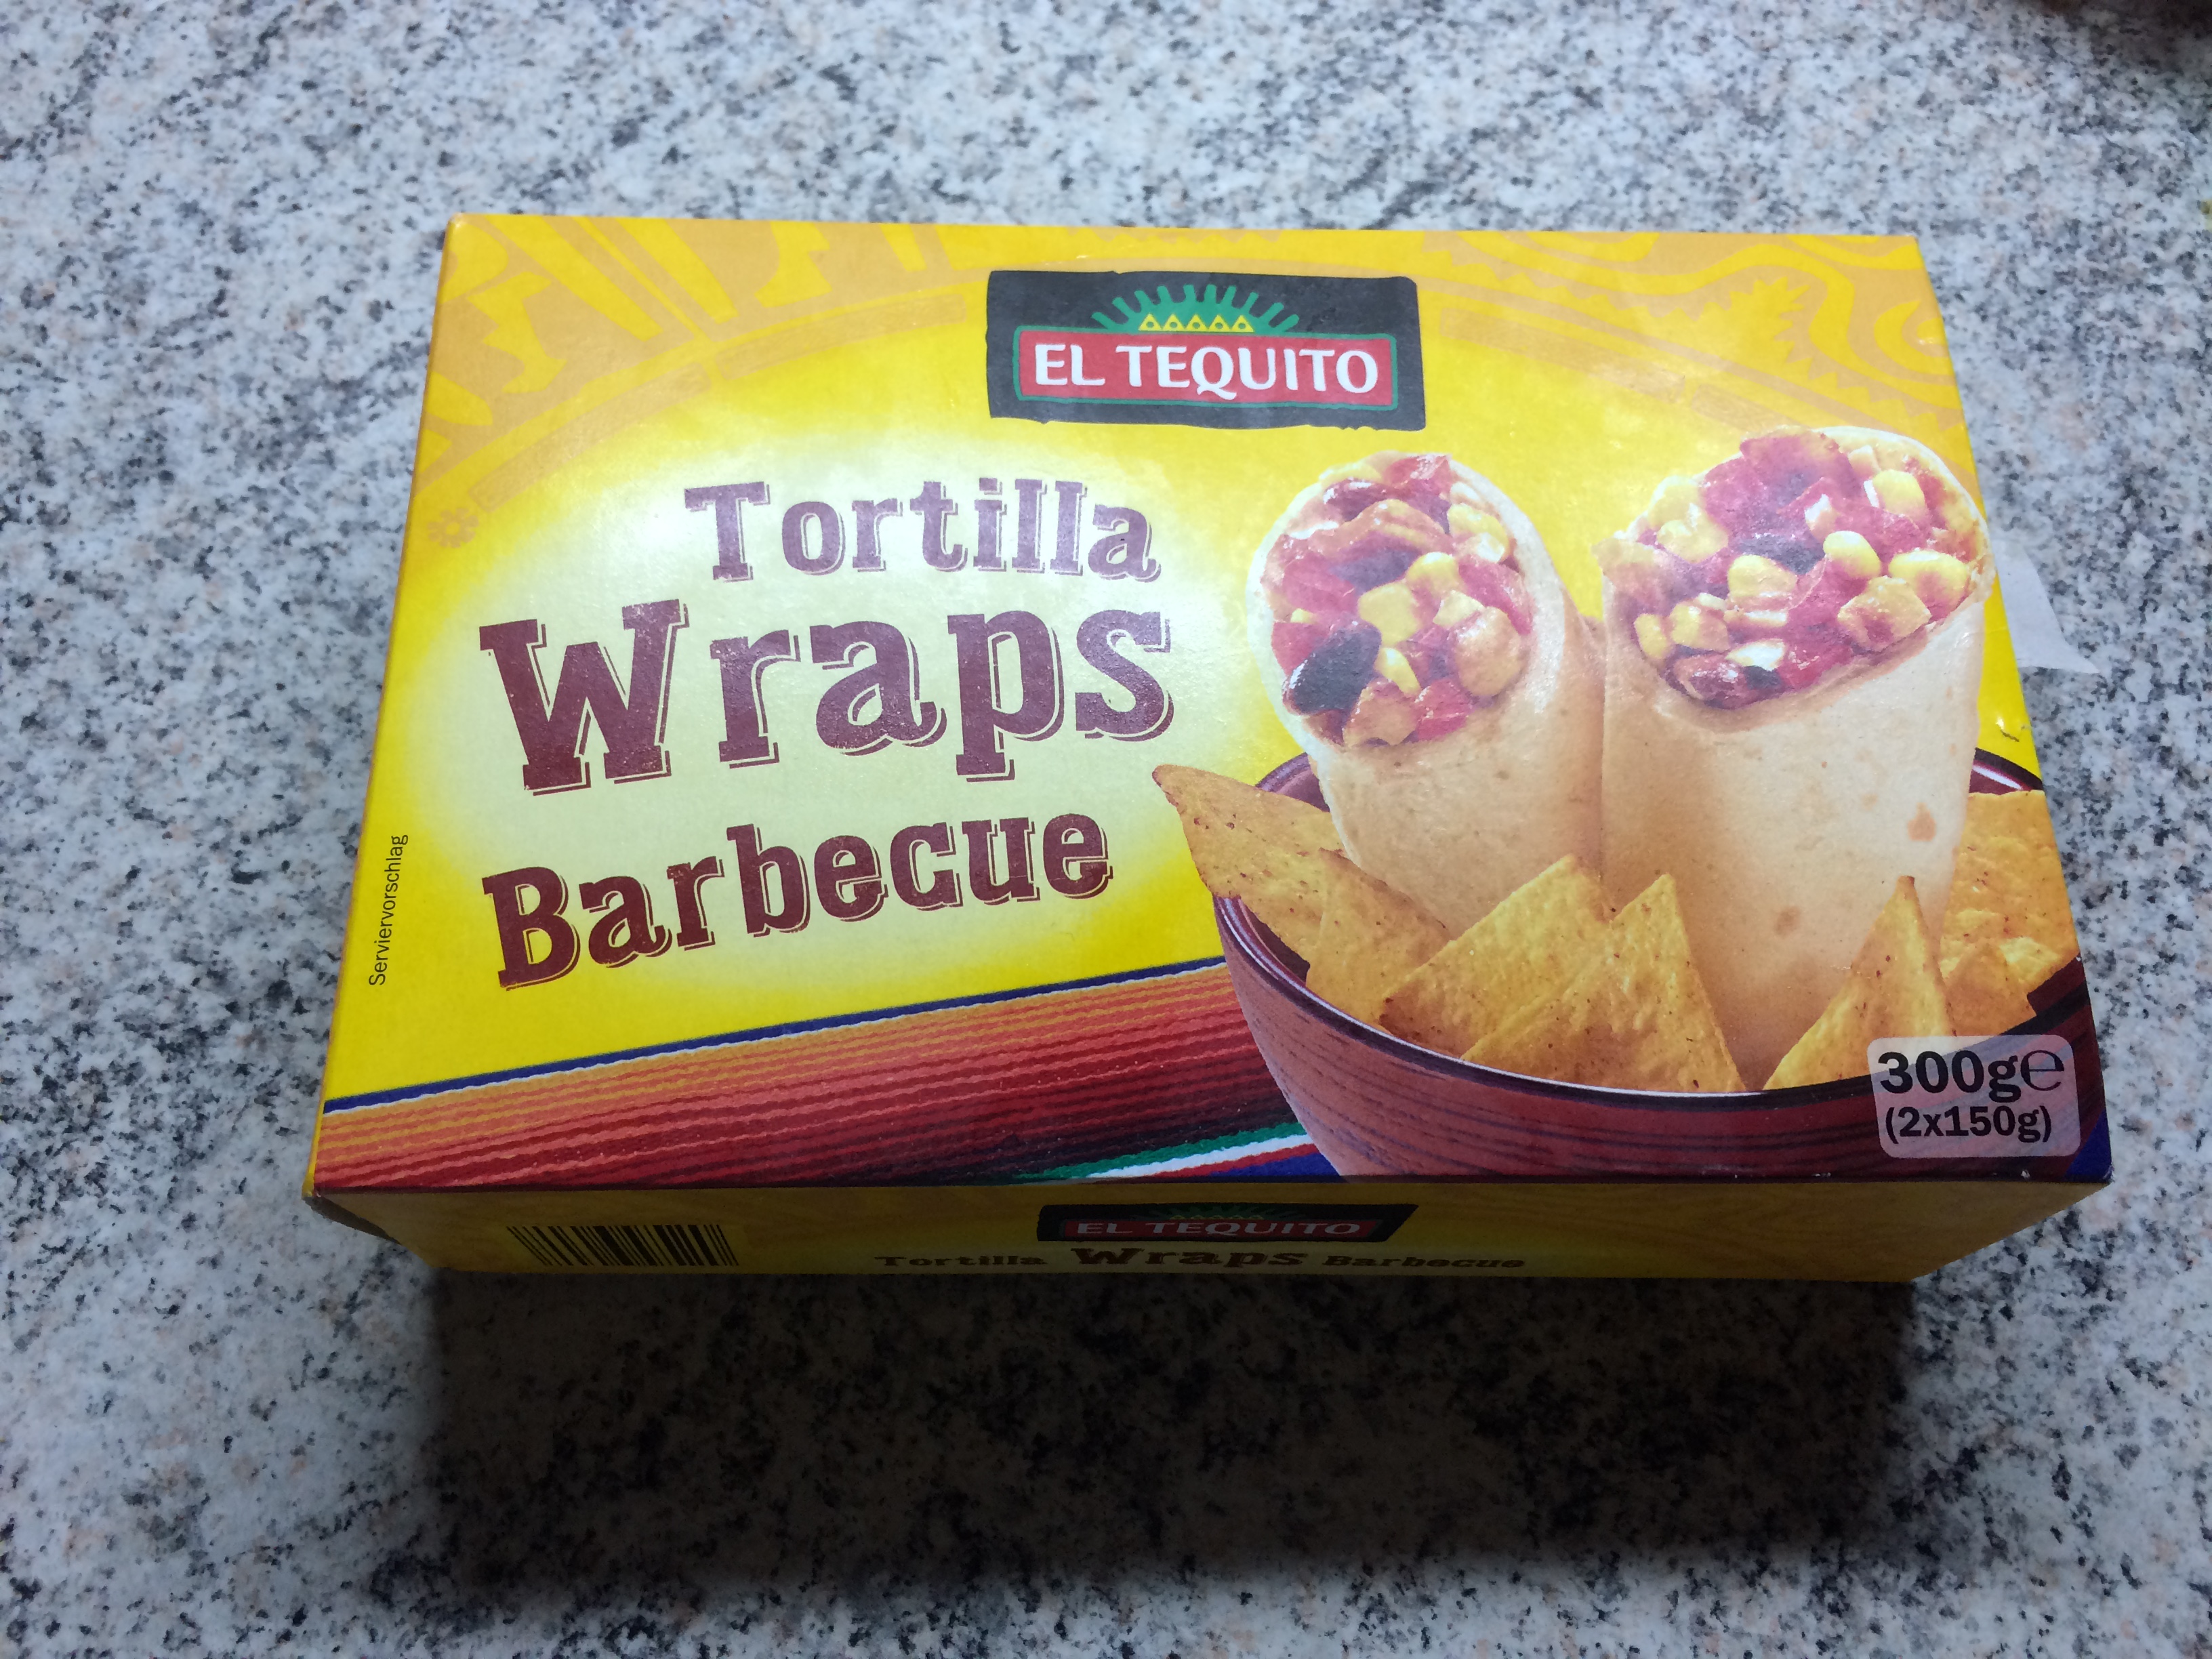 EL TEQUITO
Tortilla
Wraps
Barbecue
Serviervorschlag
300g℮
(2x150g)
EL TEQUITO
Tortilla Wraps Barbecue